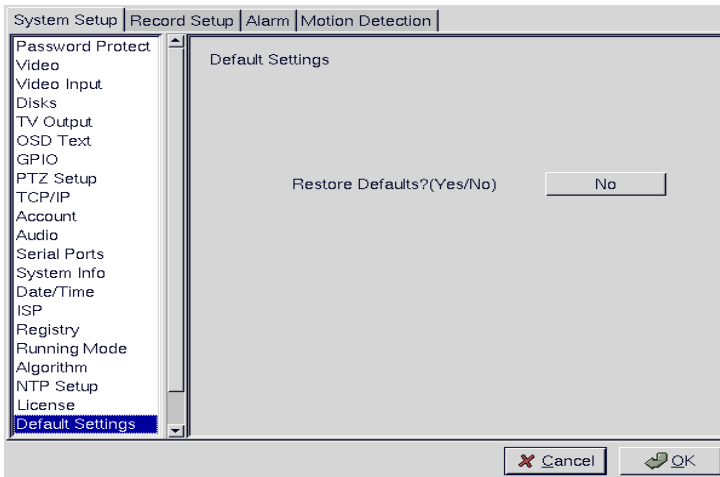 System Setup Record Setup Alarm Motion Detection
Password Protect
Video
Video Input
Disks
TV Output
OSD Text
GPIO
PTZ Setup
TCP/IP
Account
Audio
Serial Ports
System Info
Date/Time
ISP
Registry
Running Mode
Algorithm
NTP Setup
License
Default Settings
Default Settings
Restore Defaults?(Yes/No) No
Cancel OK